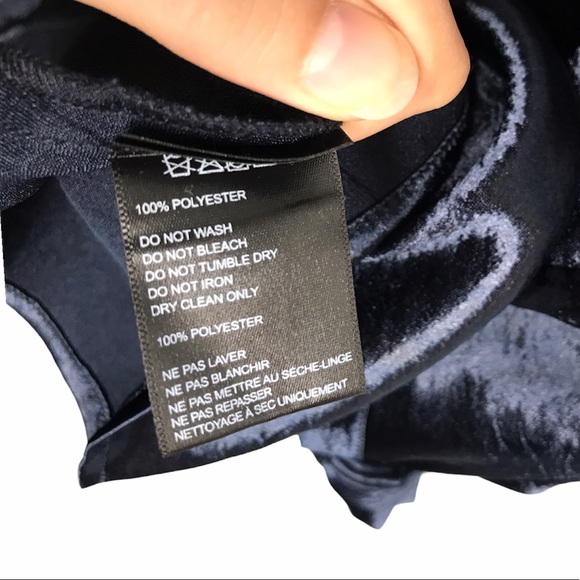 100% POLYESTER
DO NOT WASH
DO NOT BLEACH
DO NOT TUMBLE DRY
DO NOT IRON
DRY CLEAN ONLY
100% POLYESTER
NE PAS LAVER
NE PAS BLANCHIR
NE PAS METTRE AU SÈCHE-LINGE
NE PAS REPASSER
NETTOYAGE À SEC UNIQUEMENT